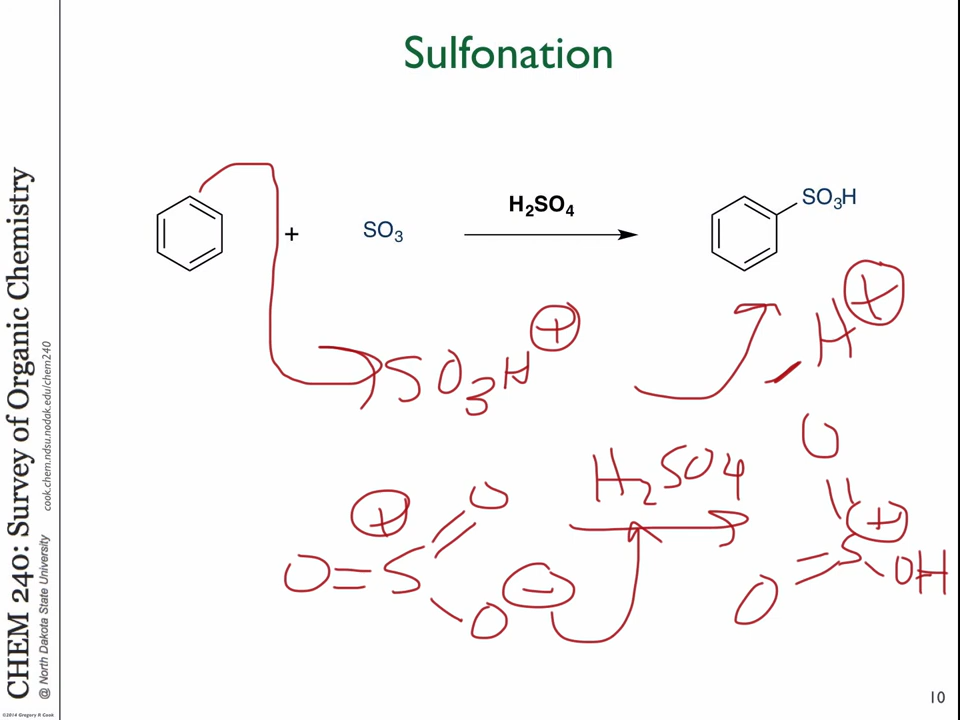 Sulfonation
+
SO₃
H₂SO₄
SO₃H
SO₃H +
- H +
+
O=S
O
O -
H₂SO₄
O
S +
OH
O
CHEM 240: Survey of Organic Chemistry
@ North Dakota State University cook.chem.ndsu.nodak.edu/chem240
©2014 Gregory R Cook
10